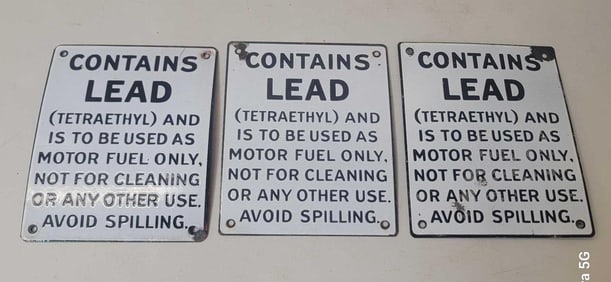 CONTAINS
LEAD
(TETRAETHYL) AND
IS TO BE USED AS
MOTOR FUEL ONLY,
NOT FOR CLEANING
OR ANY OTHER USE.
AVOID SPILLING.
CONTAINS
LEAD
(TETRAETHYL) AND
IS TO BE USED AS
MOTOR FUEL ONLY,
NOT FOR CLEANING
OR ANY OTHER USE.
AVOID SPILLING.
CONTAINS
LEAD
(TETRAETHYL) AND
IS TO BE USED AS
MOTOR FUEL ONLY,
NOT FOR CLEANING
OR ANY OTHER USE.
AVOID SPILLING.
5G